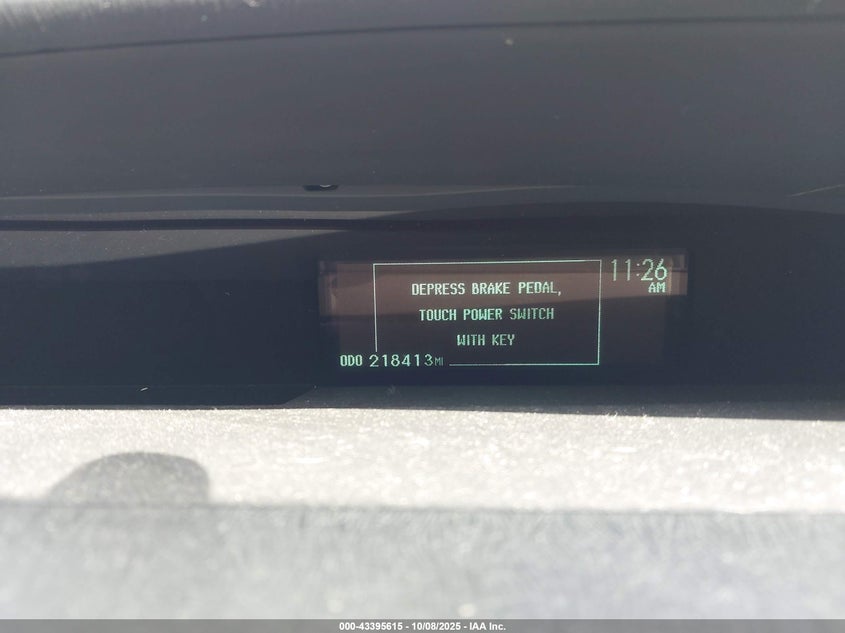 11:26
AM
DEPRESS BRAKE PEDAL,
TOUCH POWER SWITCH
WITH KEY
ODO 218413MI
000-43395615 - 10/08/2025 - IAA Inc.